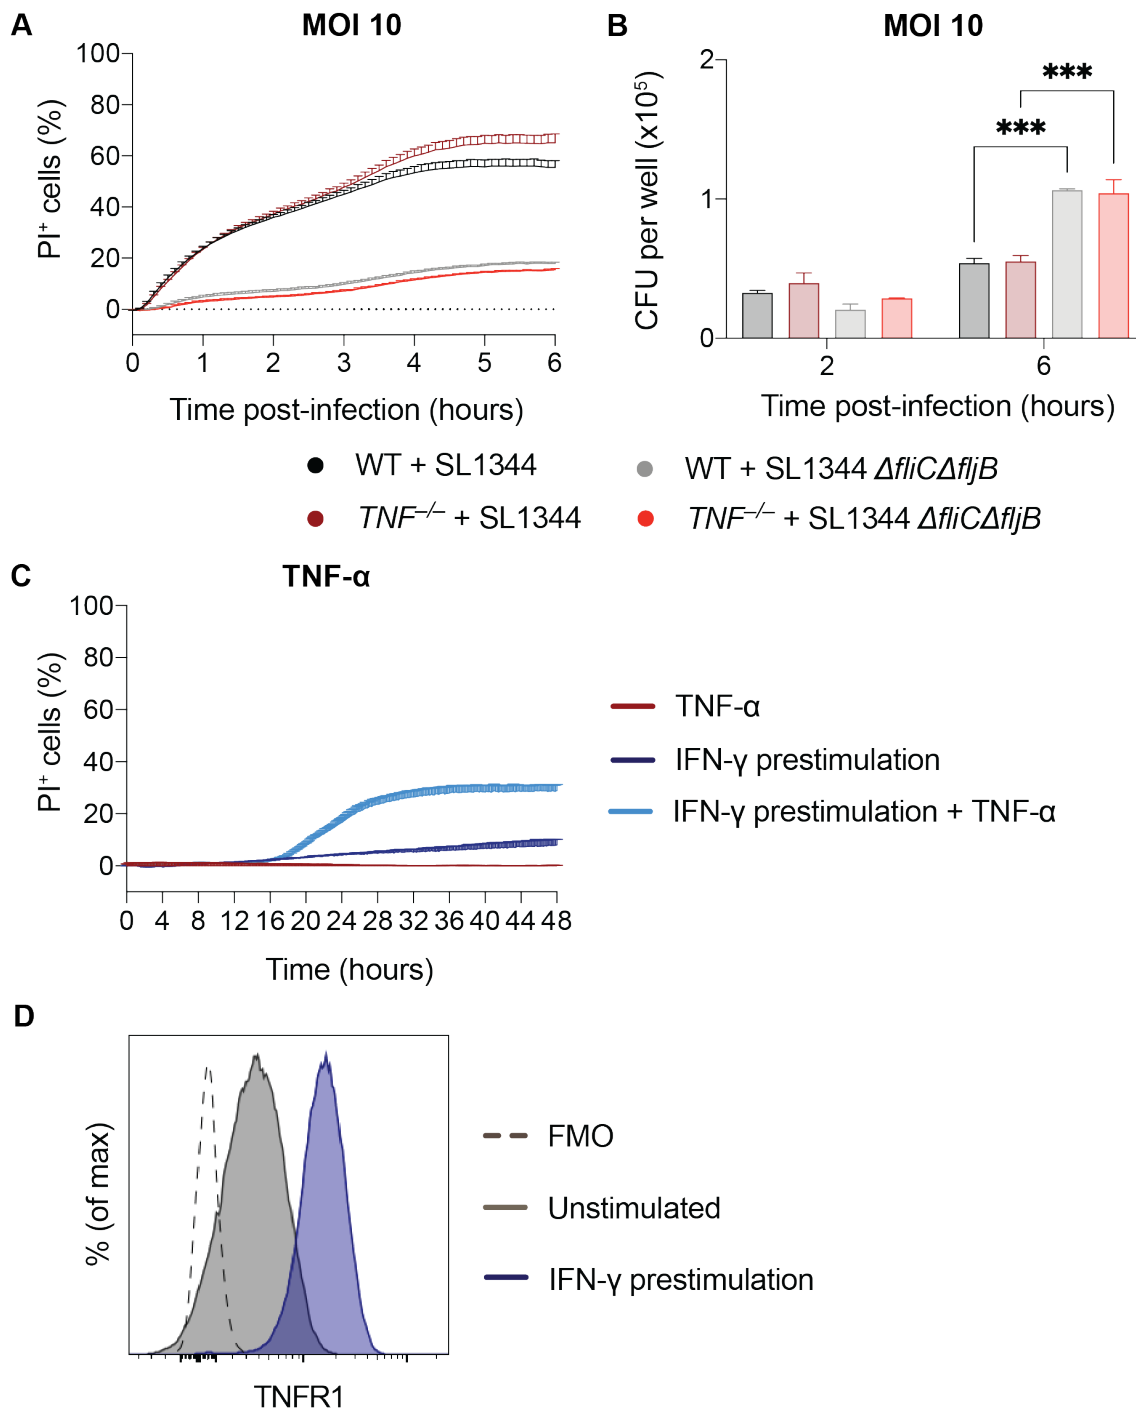 A
MOI 10
PI⁺ cells (%)
100
80
60
40
20
0
0 1 2 3 4 5 6
Time post-infection (hours)
B
MOI 10
CFU per well (x10⁵)
2
1
0
✱✱✱
✱✱✱
2 6
Time post-infection (hours)
WT + SL1344
WT + SL1344 ΔfliCΔfljB
TNF⁻/⁻ + SL1344
TNF⁻/⁻ + SL1344 ΔfliCΔfljB
C
TNF-α
PI⁺ cells (%)
100
80
60
40
20
0
0 4 8 12 16 20 24 28 32 36 40 44 48
Time (hours)
TNF-α
IFN-γ prestimulation
IFN-γ prestimulation + TNF-α
D
% (of max)
TNFR1
FMO
Unstimulated
IFN-γ prestimulation